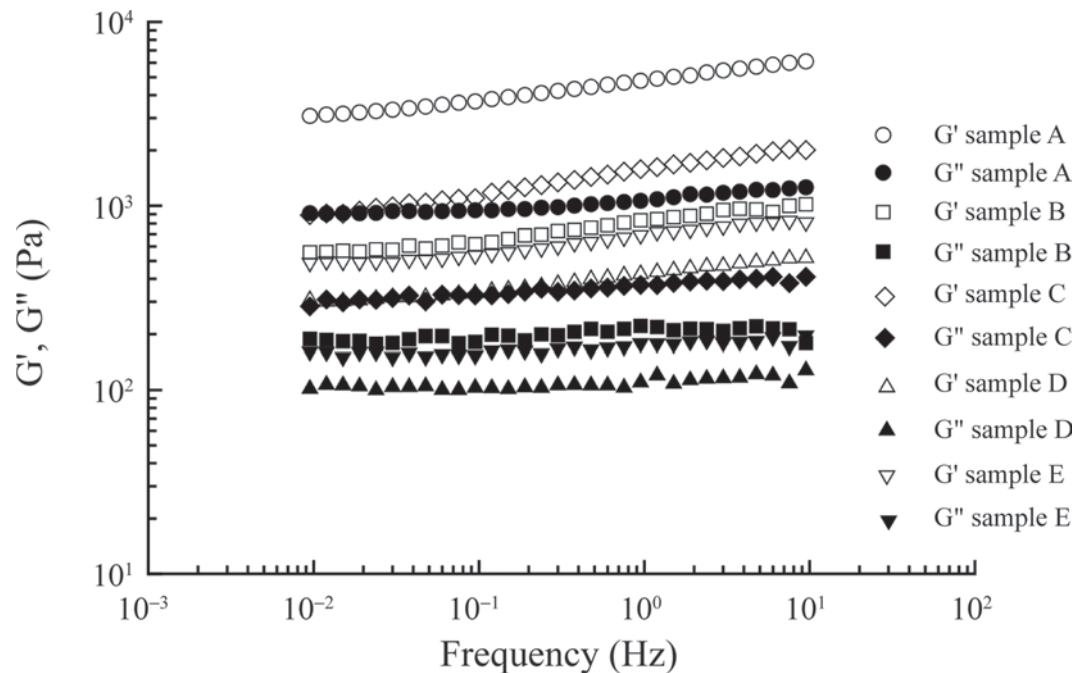 10⁴
10³
10²
10¹
G', G" (Pa)
10⁻³
10⁻²
10⁻¹
10⁰
10¹
10²
Frequency (Hz)
G' sample A
G" sample A
G' sample B
G" sample B
G' sample C
G" sample C
G' sample D
G" sample D
G' sample E
G" sample E